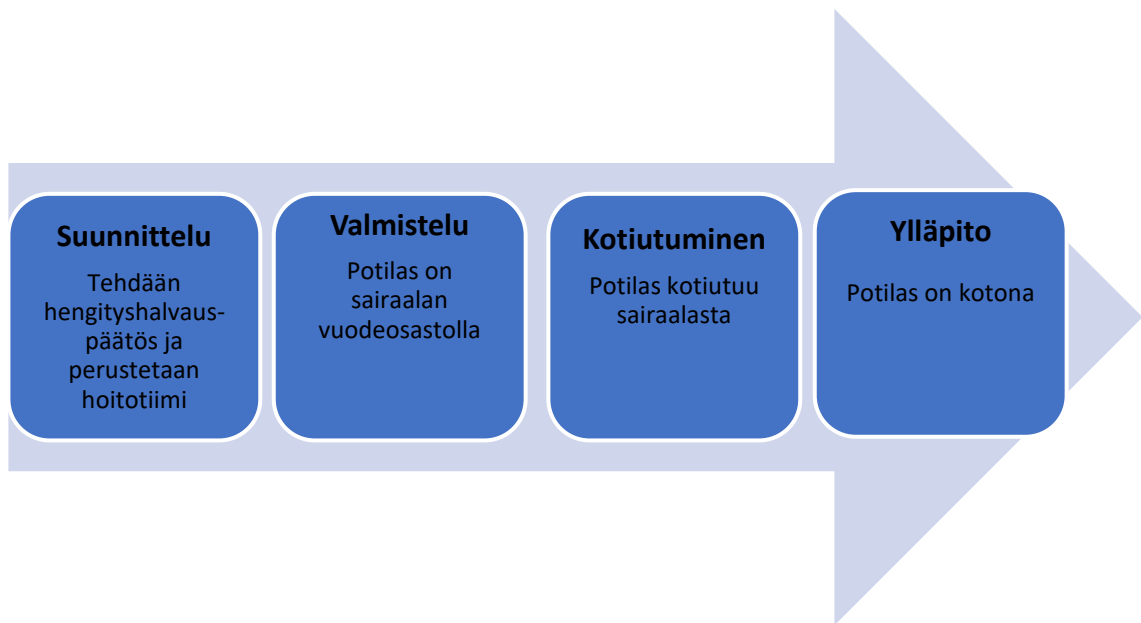 Suunnittelu
Tehdään
hengityshalvaus-
päätös ja
perustetaan
hoitotiimi
Valmistelu
Potilas on
sairaalan
vuodeosastolla
Kotiutuminen
Potilas kotiutuu
sairaalasta
Ylläpito
Potilas on kotona